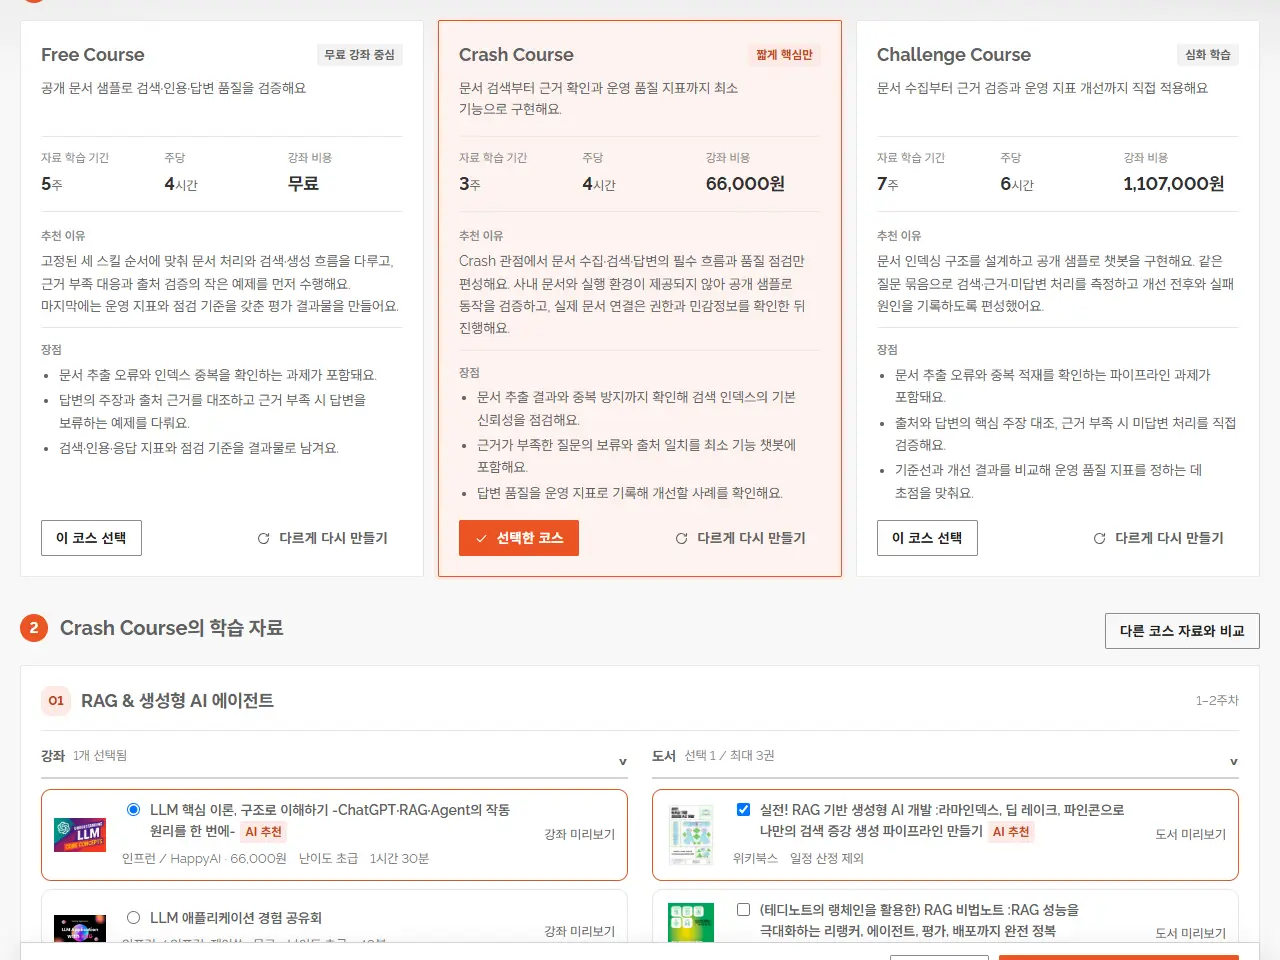 Free Course
무료 강좌 중심
공개 문서 샘플로 검색·인용·답변 품질을 검증해요
자료 학습 기간 주당 강좌 비용
5주 4시간 무료
추천 이유
고정된 세 스킬 순서에 맞춰 문서 처리와 검색·생성 흐름을 다루고,
근거 부족 대응과 출처 검증의 작은 예제를 먼저 수행해요.
마지막에는 운영 지표와 점검 기준을 갖춘 평가 결과물을 만들어요.
장점
• 문서 추출 오류와 인덱스 중복을 확인하는 과제가 포함돼요.
• 답변의 주장과 출처 근거를 대조하고 근거 부족 시 답변을
보류하는 예제를 다뤄요.
• 검색·인용·응답 지표와 점검 기준을 결과물로 남겨요.
이 코스 선택
다르게 다시 만들기
Crash Course
짧게 핵심만
문서 검색부터 근거 확인과 운영 품질 지표까지 최소
기능으로 구현해요.
자료 학습 기간 주당 강좌 비용
3주 4시간 66,000원
추천 이유
Crash 관점에서 문서 수집·검색·답변의 필수 흐름과 품질 점검만
편성해요. 사내 문서와 실행 환경이 제공되지 않아 공개 샘플로
동작을 검증하고, 실제 문서 연결은 권한과 민감정보를 확인한 뒤
진행해요.
장점
• 문서 추출 결과와 중복 방지까지 확인해 검색 인덱스의 기본
신뢰성을 점검해요.
• 근거가 부족한 질문의 보류와 출처 일치를 최소 기능 챗봇에
포함해요.
• 답변 품질을 운영 지표로 기록해 개선할 사례를 확인해요.
선택한 코스
다르게 다시 만들기
Challenge Course
심화 학습
문서 수집부터 근거 검증과 운영 지표 개선까지 직접 적용해요
자료 학습 기간 주당 강좌 비용
7주 6시간 1,107,000원
추천 이유
문서 인덱싱 구조를 설계하고 공개 샘플로 챗봇을 구현해요. 같은
질문 묶음으로 검색·근거·미답변 처리를 측정하고 개선 전후와 실패
원인을 기록하도록 편성했어요.
장점
• 문서 추출 오류와 중복 적재를 확인하는 파이프라인 과제가
포함돼요.
• 출처와 답변의 핵심 주장 대조, 근거 부족 시 미답변 처리를 직접
검증해요.
• 기준선과 개선 결과를 비교해 운영 품질 지표를 정하는 데
초점을 맞춰요.
이 코스 선택
다르게 다시 만들기
2 Crash Course의 학습 자료
다른 코스 자료와 비교
01 RAG & 생성형 AI 에이전트
1–2주차
강좌 1개 선택됨
LLM 핵심 이론, 구조로 이해하기 -ChatGPT·RAG·Agent의 작동
원리를 한 번에- AI 추천
인프런 / HappyAI · 66,000원 난이도 초급 1시간 30분
강좌 미리보기
LLM 애플리케이션 경험 공유회
강좌 미리보기
도서 선택 1 / 최대 3권
실전! RAG 기반 생성형 AI 개발 :라마인덱스, 딥 레이크, 파인콘으로
나만의 검색 증강 생성 파이프라인 만들기 AI 추천
위키북스 일정 산정 제외
도서 미리보기
(테디노트의 랭체인을 활용한) RAG 비법노트 :RAG 성능을
극대화하는 리랭커, 에이전트, 평가, 배포까지 완전 정복
도서 미리보기